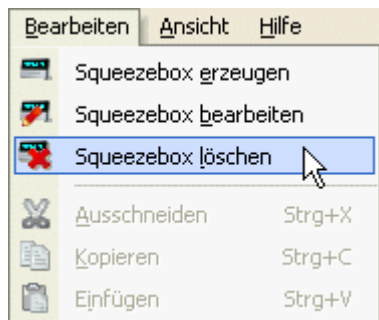 Bearbeiten Ansicht Hilfe
Squeezebox erzeugen
Squeezebox bearbeiten
Squeezebox löschen
Ausschneiden Strg+X
Kopieren Strg+C
Einfügen Strg+V